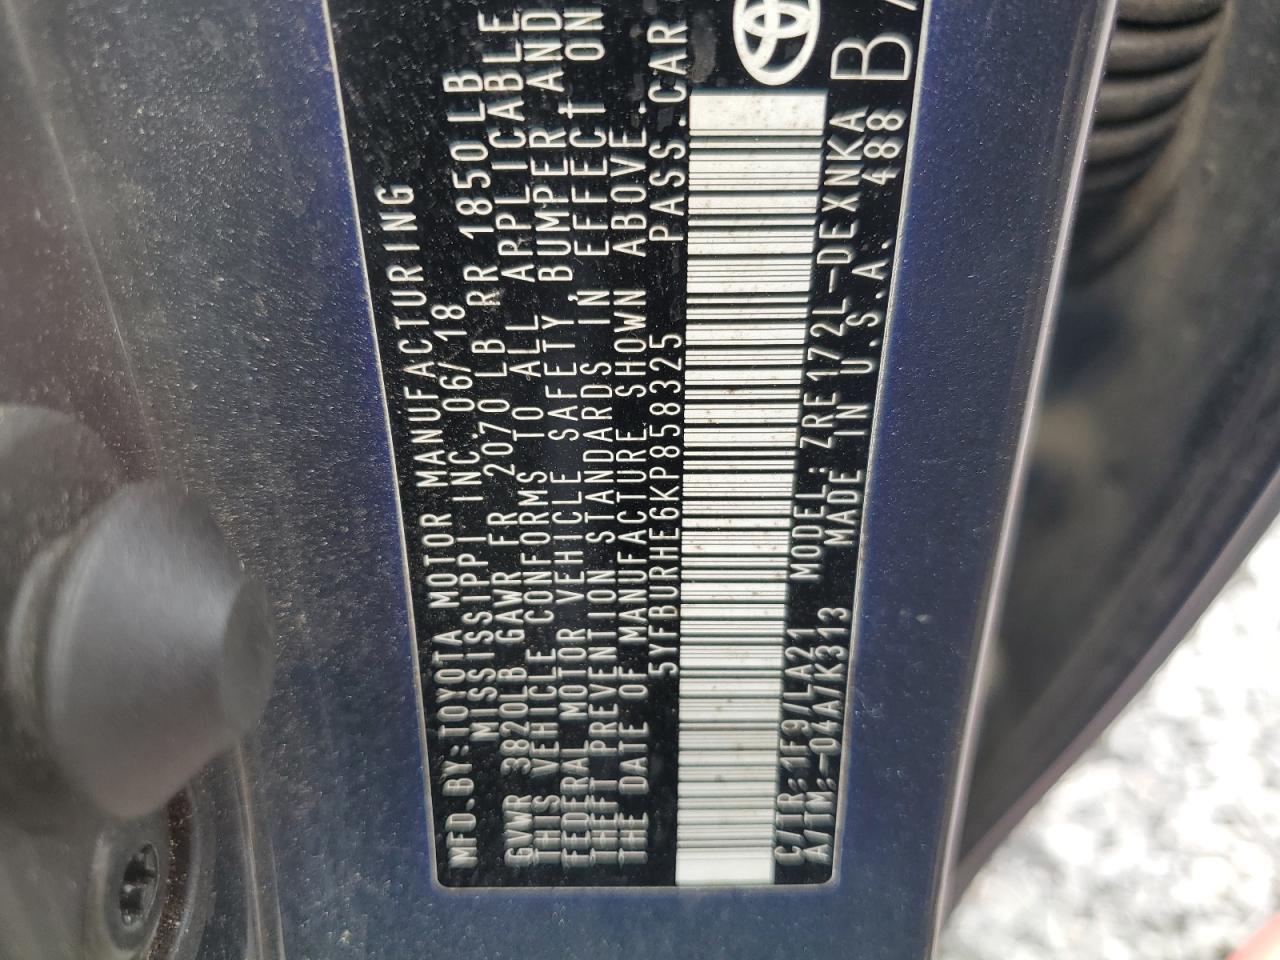 MFD.BY:TOYOTA MOTOR MANUFACTURING
MISSISSIPPI INC. 06/18
GVWR 3820LB GAWR FR 2070LB RR 1850LB
THIS VEHICLE CONFORMS TO ALL APPLICABLE
FEDERAL MOTOR VEHICLE SAFETY, BUMPER AND
THEFT PREVENTION STANDARDS IN EFFECT ON
THE DATE OF MANUFACTURE SHOWN ABOVE.
5YFBURHE6KP858325 PASS.CAR
C/TR: 1F9/LA21 MODEL: ZRE172L-DEXNKA
A/TM:-04A/K313 MADE IN U.S.A. 488